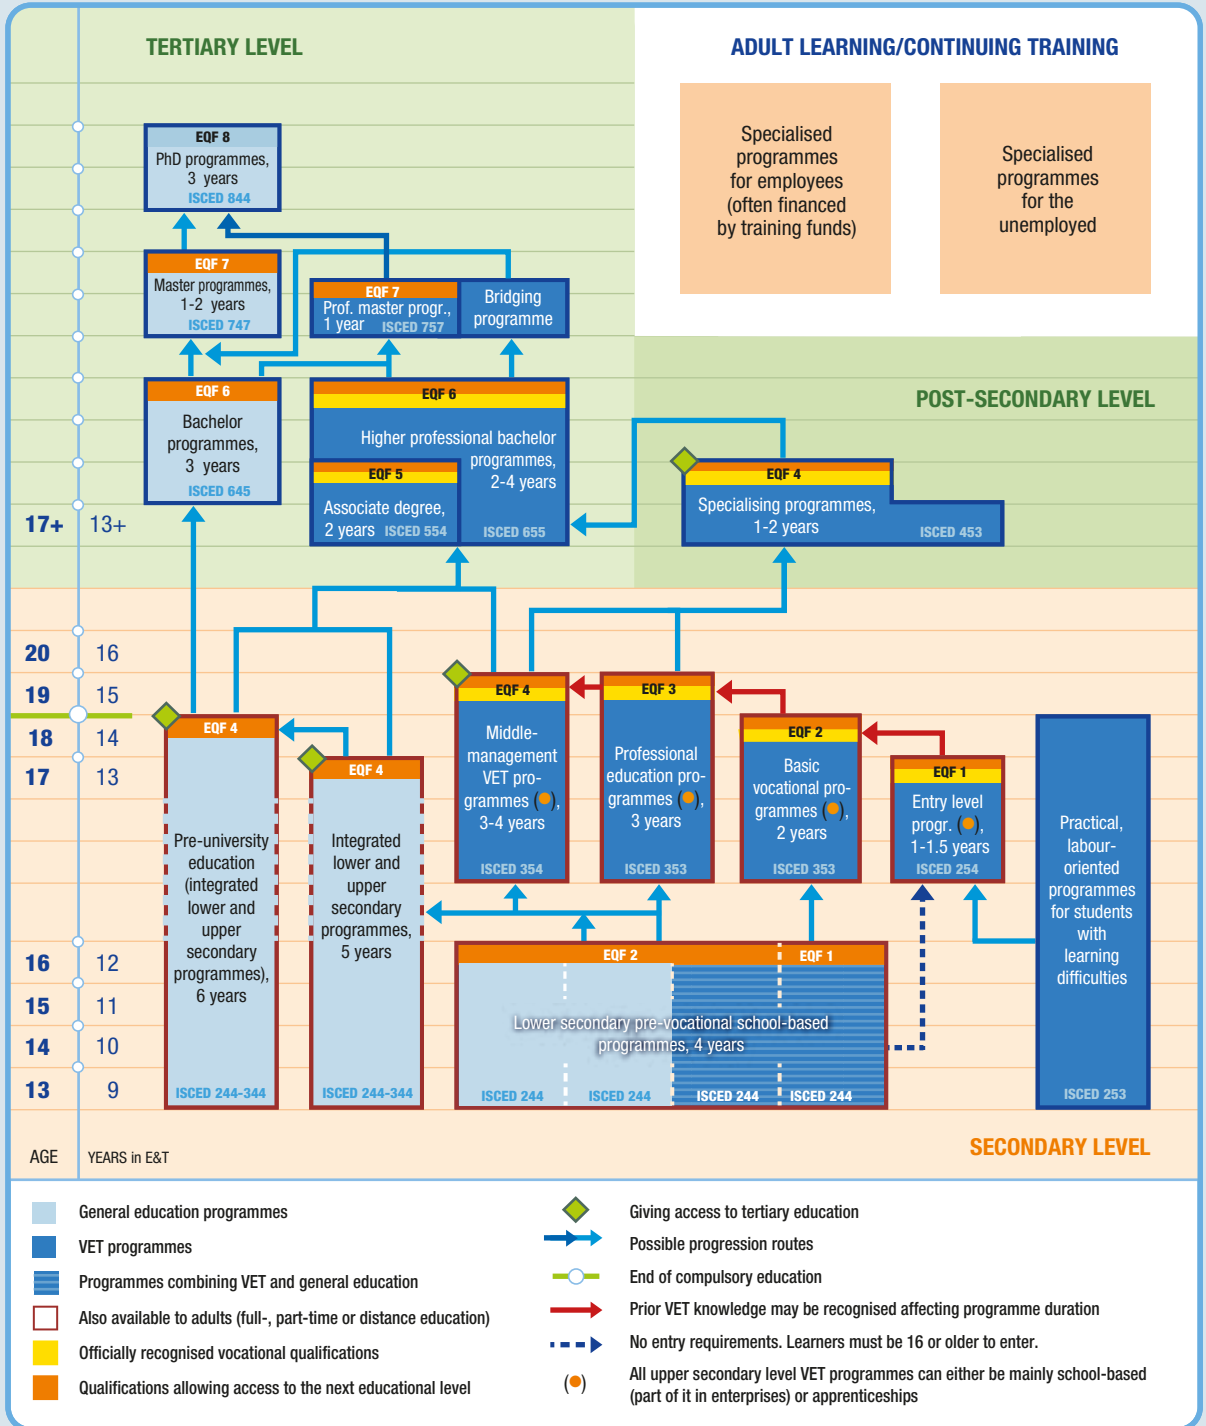 TERTIARY LEVEL
ADULT LEARNING/CONTINUING TRAINING
Specialised
programmes
for employees
(often financed
by training funds)
Specialised
programmes
for the
unemployed
EQF 8
PhD programmes,
3 years
ISCED 844
EQF 7
Master programmes,
1-2 years
ISCED 747
EQF 7
Prof. master progr.,
1 year ISCED 757
Bridging
programme
POST-SECONDARY LEVEL
EQF 6
Bachelor
programmes,
3 years
ISCED 645
EQF 6
Higher professional bachelor
programmes,
2-4 years
ISCED 655
EQF 5
Associate degree,
2 years ISCED 554
EQF 4
Specialising programmes,
1-2 years
ISCED 453
17+ 13+
20 16
19 15
18 14
17 13
16 12
15 11
14 10
13 9
AGE YEARS in E&T
EQF 4
Pre-university
education
(integrated
lower and
upper
secondary
programmes),
6 years
ISCED 244-344
EQF 4
Integrated
lower and
upper
secondary
programmes,
5 years
ISCED 244-344
EQF 4
Middle-
management
VET pro-
grammes ( ),
3-4 years
ISCED 354
EQF 3
Professional
education pro-
grammes ( ),
3 years
ISCED 353
EQF 2
Basic
vocational pro-
grammes ( ),
2 years
ISCED 353
EQF 1
Entry level
progr. ( ),
1-1.5 years
ISCED 254
Practical,
labour-
oriented
programmes
for students
with
learning
difficulties
ISCED 253
EQF 2
EQF 1
Lower secondary pre-vocational school-based
programmes, 4 years
ISCED 244 ISCED 244 ISCED 244 ISCED 244
SECONDARY LEVEL
General education programmes
VET programmes
Programmes combining VET and general education
Also available to adults (full-, part-time or distance education)
Officially recognised vocational qualifications
Qualifications allowing access to the next educational level
Giving access to tertiary education
Possible progression routes
End of compulsory education
Prior VET knowledge may be recognised affecting programme duration
No entry requirements. Learners must be 16 or older to enter.
( ) All upper secondary level VET programmes can either be mainly school-based
(part of it in enterprises) or apprenticeships